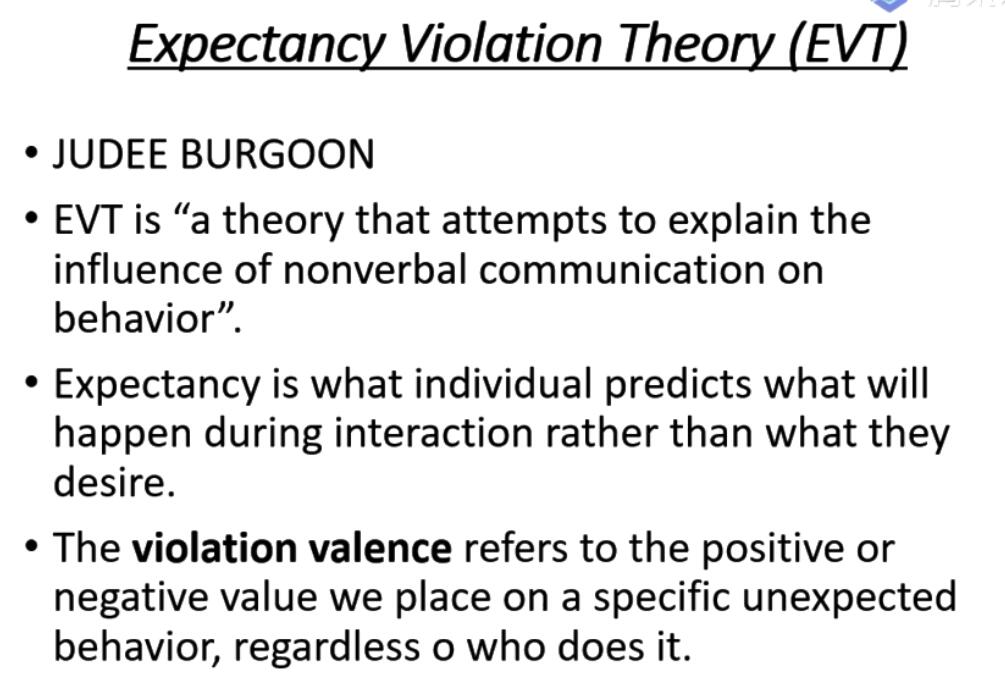 Expectancy Violation Theory (EVT)
• JUDEE BURGOON
• EVT is “a theory that attempts to explain the
influence of nonverbal communication on
behavior”.
• Expectancy is what individual predicts what will
happen during interaction rather than what they
desire.
• The violation valence refers to the positive or
negative value we place on a specific unexpected
behavior, regardless o who does it.